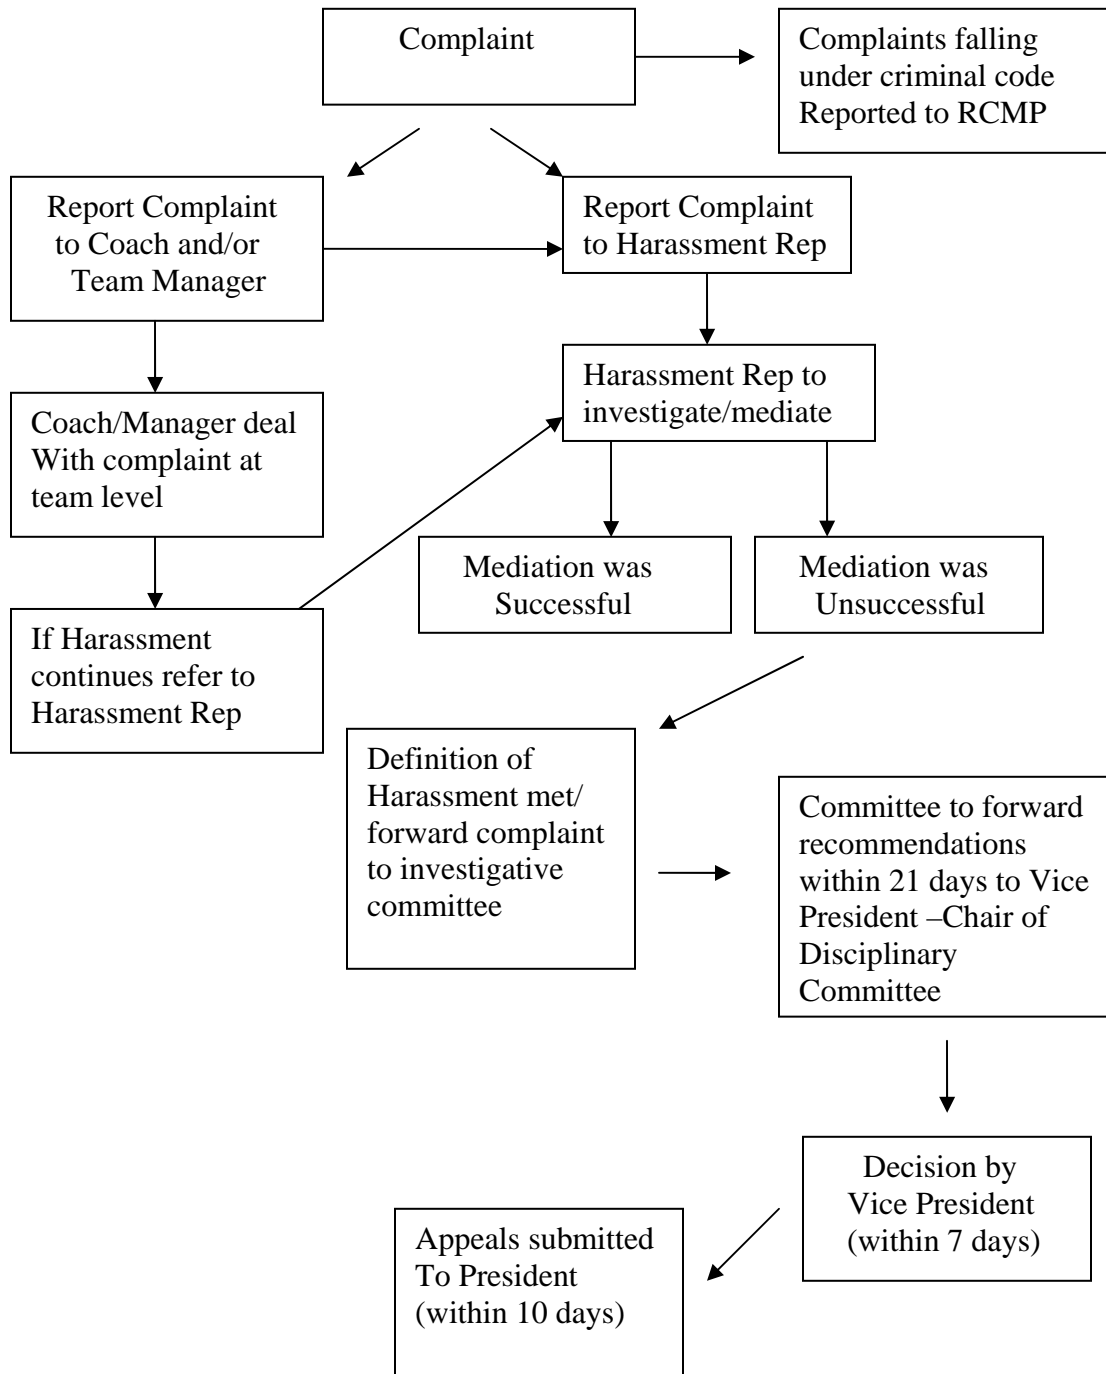 Complaint
Complaints falling
under criminal code
Reported to RCMP
Report Complaint
to Coach and/or
Team Manager
Report Complaint
to Harassment Rep
Harassment Rep to
investigate/mediate
Coach/Manager deal
With complaint at
team level
Mediation was
Successful
Mediation was
Unsuccessful
If Harassment
continues refer to
Harassment Rep
Definition of
Harassment met/
forward complaint
to investigative
committee
Committee to forward
recommendations
within 21 days to Vice
President –Chair of
Disciplinary
Committee
Decision by
Vice President
(within 7 days)
Appeals submitted
To President
(within 10 days)